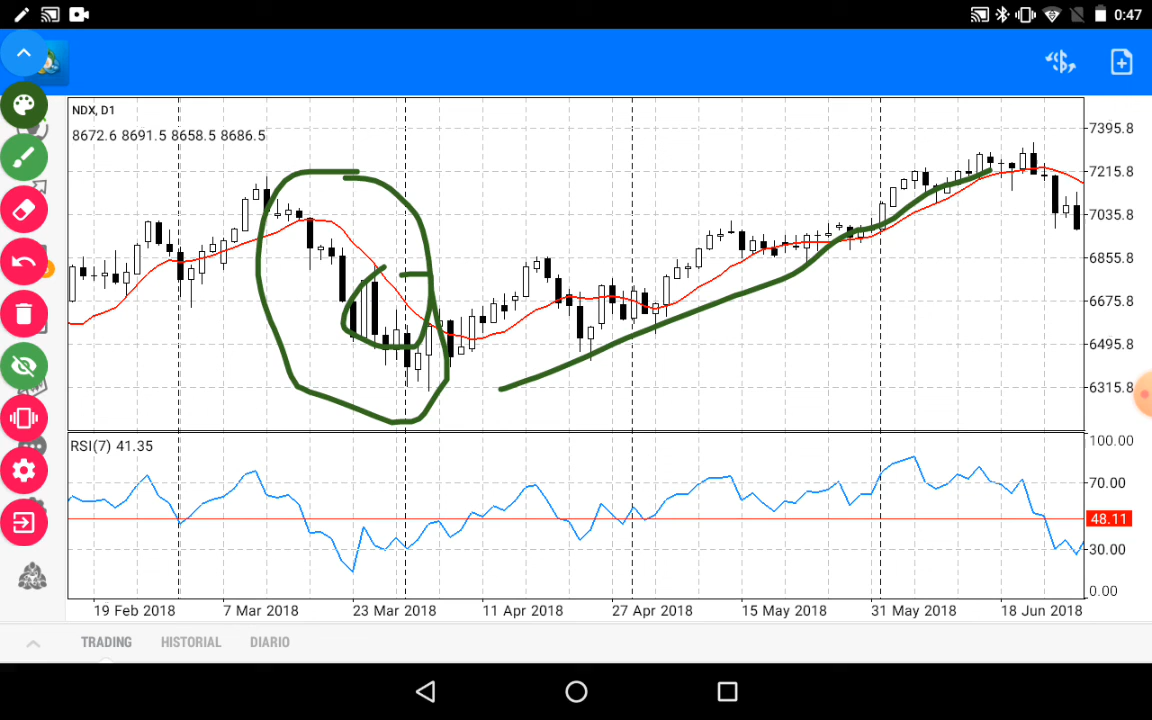 0:47
NDX, D1
8672.6 8691.5 8658.5 8686.5
7395.8
7215.8
7035.8
6855.8
6675.8
6495.8
6315.8
RSI(7) 41.35
100.00
70.00
48.11
30.00
0.00
19 Feb 2018 7 Mar 2018 23 Mar 2018 11 Apr 2018 27 Apr 2018 15 May 2018 31 May 2018 18 Jun 2018
TRADING HISTORIAL DIARIO